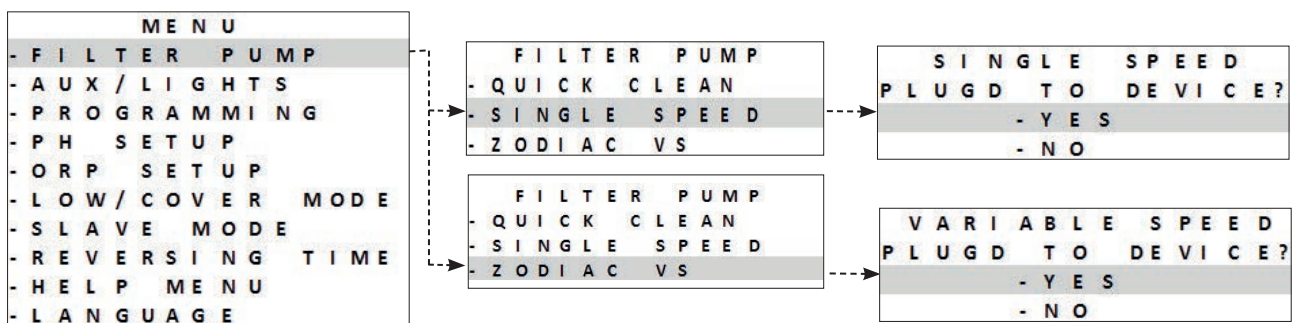 MENU
- FILTER PUMP
- AUX/LIGHTS
- PROGRAMMING
- PH SETUP
- ORP SETUP
- LOW/COVER MODE
- SLAVE MODE
- REVERSING TIME
- HELP MENU
- LANGUAGE
FILTER PUMP
- QUICK CLEAN
- SINGLE SPEED
- ZODIAC VS
SINGLE SPEED
PLUGD TO DEVICE?
- YES
- NO
FILTER PUMP
- QUICK CLEAN
- SINGLE SPEED
- ZODIAC VS
VARIABLE SPEED
PLUGD TO DEVICE?
- YES
- NO